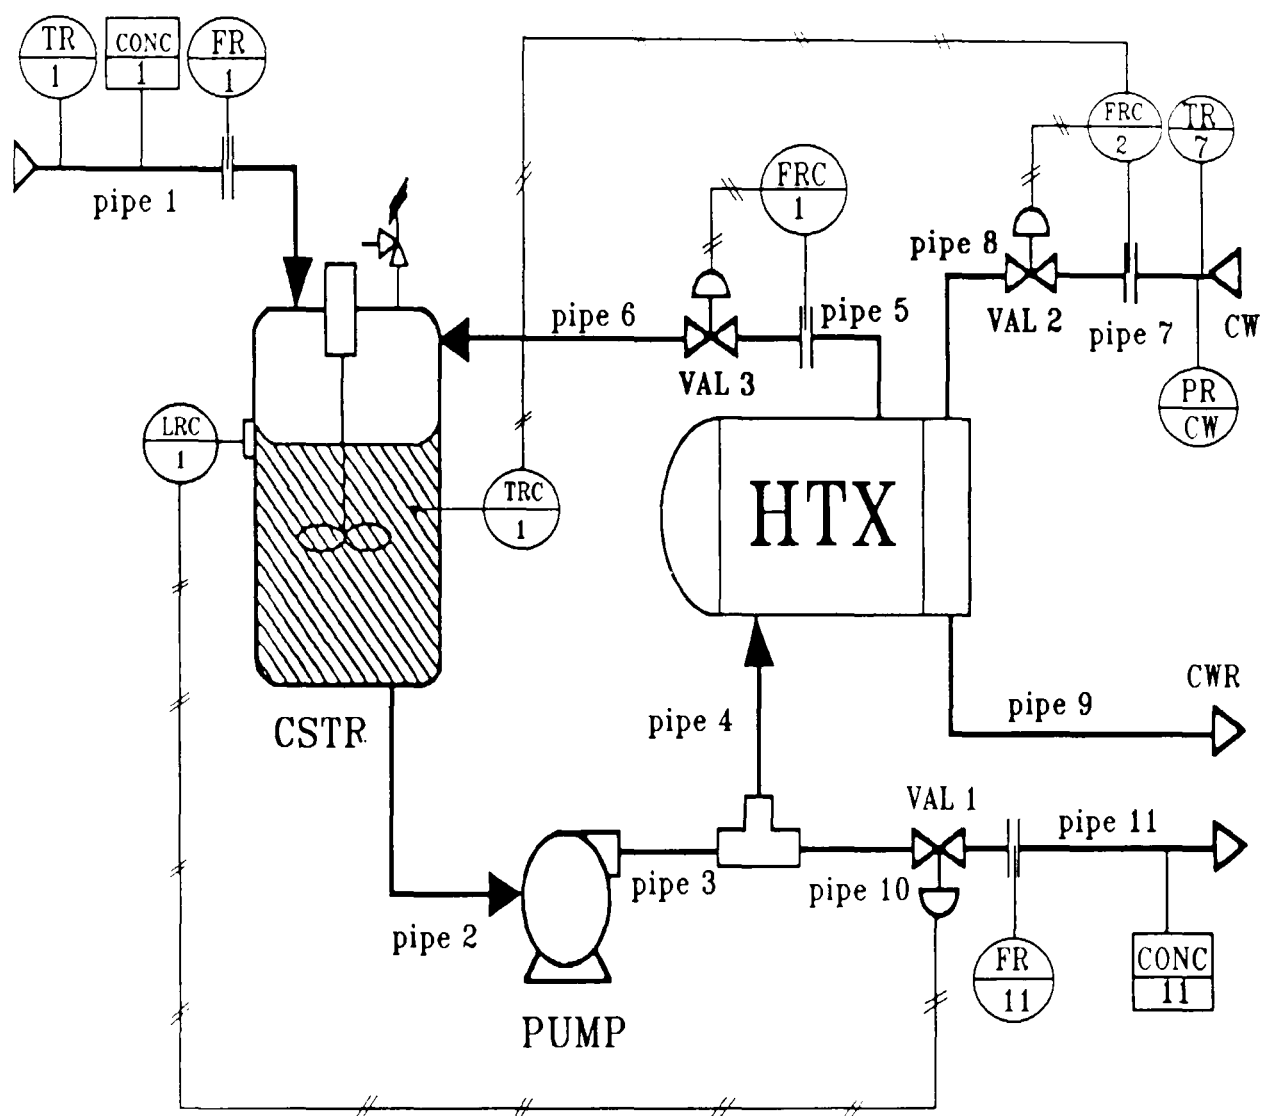 TR
1
CONC
1
FR
1
pipe 1
FRC
1
FRC
2
TR
7
pipe 8
VAL 2
pipe 7
CW
PR
CW
pipe 6
pipe 5
VAL 3
LRC
1
TRC
1
HTX
CSTR
pipe 4
pipe 9
CWR
VAL 1
pipe 11
pipe 3
pipe 10
pipe 2
PUMP
FR
11
CONC
11